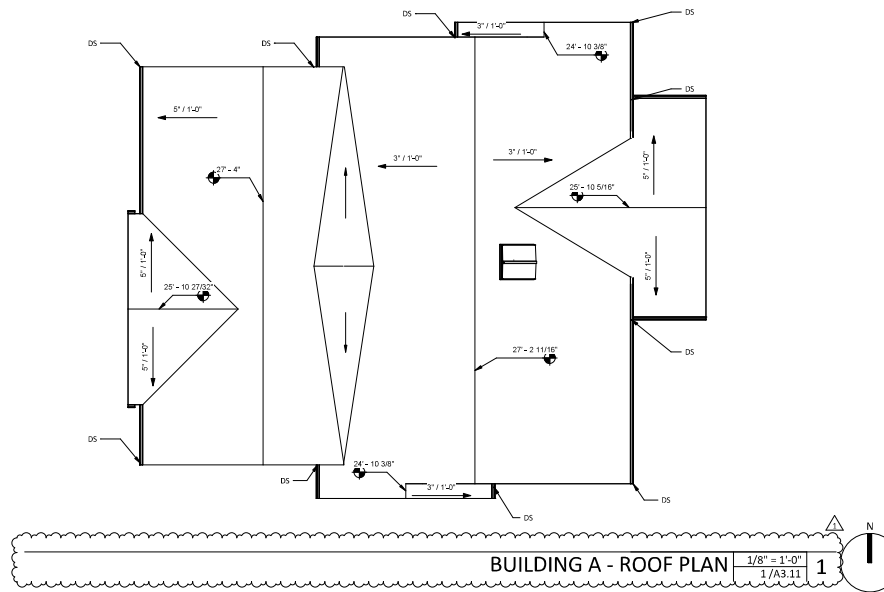 DS
3" / 1'-0"
DS
DS
DS
24' - 10 3/8"
DS
5" / 1'-0"
3" / 1'-0"
3" / 1'-0"
5" / 1'-0"
27' - 4"
25' - 10 5/16"
5" / 1'-0"
5" / 1'-0"
25' - 10 27/32"
5" / 1'-0"
27' - 2 11/16"
DS
DS
DS
24' - 10 3/8"
3" / 1'-0"
DS
DS
1
N
BUILDING A - ROOF PLAN
1/8" = 1'-0"
1 /A3.11
1